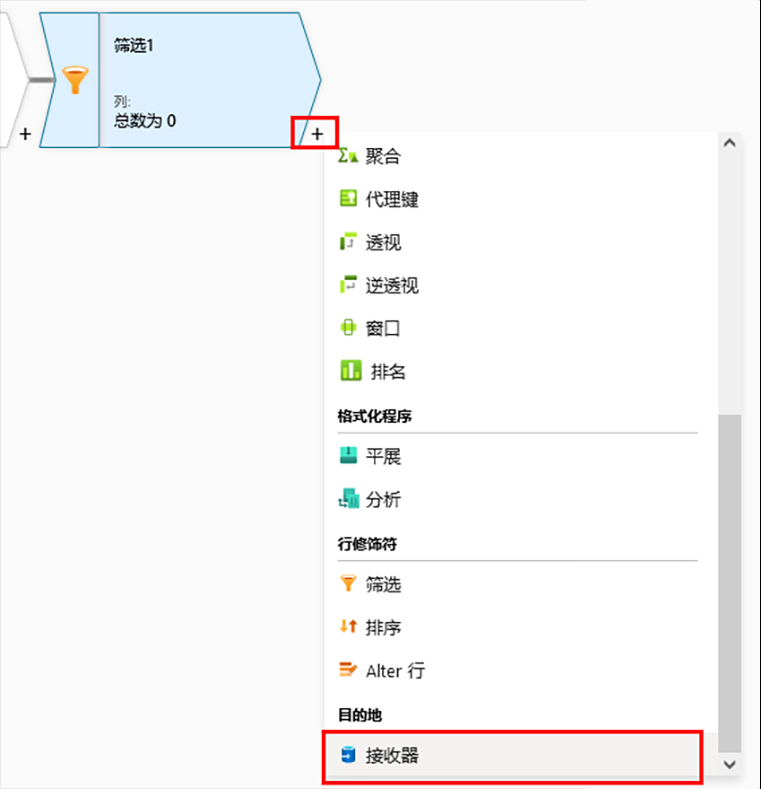 筛选1
列:
总数为 0
+
+
聚合
代理键
透视
逆透视
窗口
排名
格式化程序
平展
分析
行修饰符
筛选
排序
Alter 行
目的地
接收器